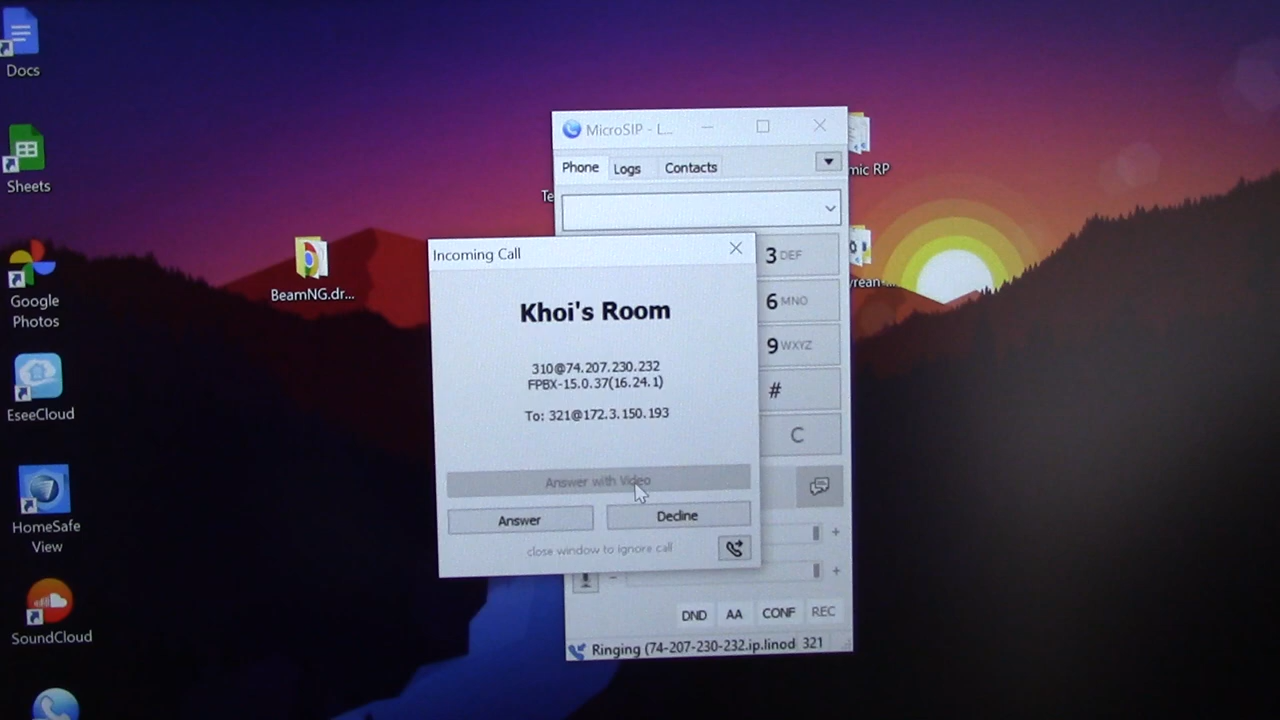 Docs
Sheets
Google
Photos
EseeCloud
HomeSafe
View
SoundCloud
BeamNG.dr...
Te
mic RP
yrean
MicroSIP - L...
Phone
Logs
Contacts
3 DEF
6 MNO
9 WXYZ
#
C
Incoming Call
Khoi's Room
310@74.207.230.232
FPBX-15.0.37(16.24.1)
To: 321@172.3.150.193
Answer with Video
Answer
Decline
close window to ignore call
- +
- +
DND AA CONF REC
Ringing (74-207-230-232.ip.linod 321